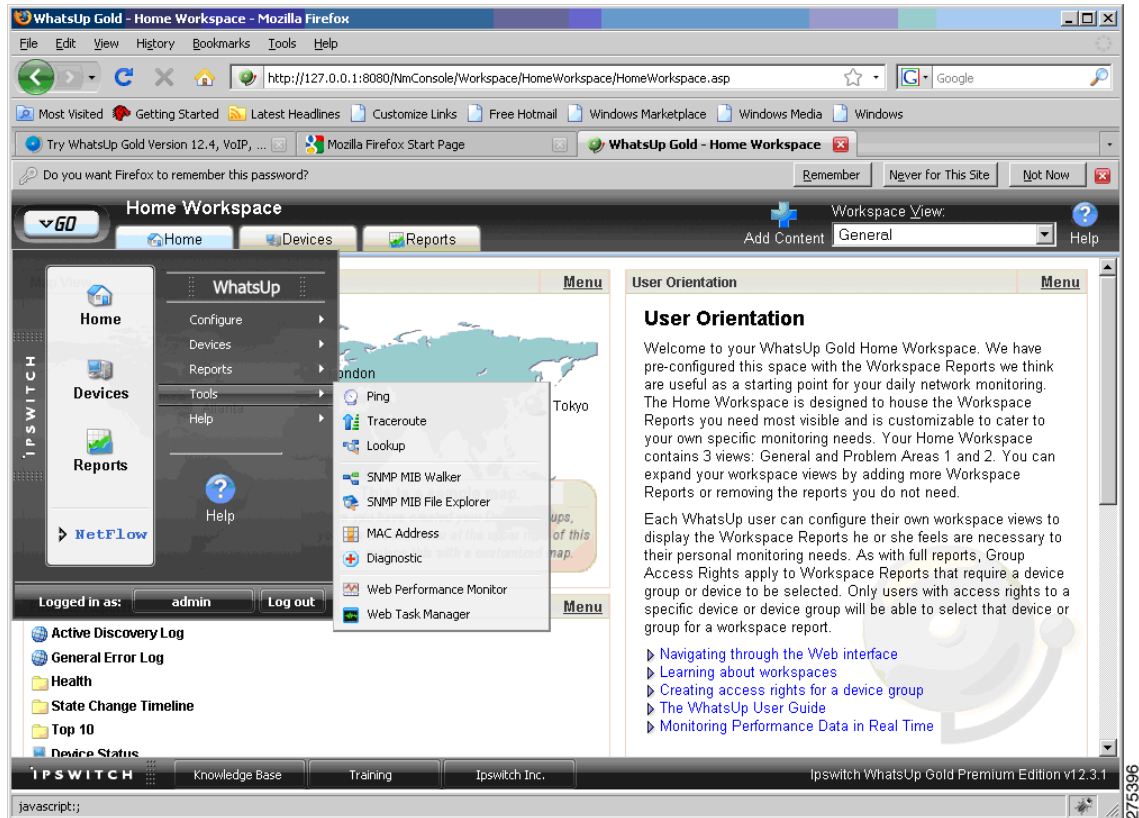 WhatsUp Gold - Home Workspace - Mozilla Firefox
File Edit View History Bookmarks Tools Help
http://127.0.0.1:8080/NmConsole/Workspace/HomeWorkspace/HomeWorkspace.asp
G Google
Most Visited Getting Started Latest Headlines Customize Links Free Hotmail Windows Marketplace Windows Media Windows
Try WhatsUp Gold Version 12.4, VoIP, ... Mozilla Firefox Start Page WhatsUp Gold - Home Workspace
Do you want Firefox to remember this password? Remember Never for This Site Not Now
GO
Home Workspace
Home Devices Reports
Add Content
Workspace View:
General
Help
Menu
IPSWITCH
Home
Devices
Reports
NetFlow
WhatsUp
Configure
Devices
Reports
Tools
Help
Help
Logged in as: admin Log out
Ping
Traceroute
Lookup
SNMP MIB Walker
SNMP MIB File Explorer
MAC Address
Diagnostic
Web Performance Monitor
Web Task Manager
ondon
Tokyo
ups,
of this
map.
Menu
Active Discovery Log
General Error Log
Health
State Change Timeline
Top 10
Device Status
User Orientation Menu
User Orientation
Welcome to your WhatsUp Gold Home Workspace. We have
pre-configured this space with the Workspace Reports we think
are useful as a starting point for your daily network monitoring.
The Home Workspace is designed to house the Workspace
Reports you need most visible and is customizable to cater to
your own specific monitoring needs. Your Home Workspace
contains 3 views: General and Problem Areas 1 and 2. You can
expand your workspace views by adding more Workspace
Reports or removing the reports you do not need.
Each WhatsUp user can configure their own workspace views to
display the Workspace Reports he or she feels are necessary to
their personal monitoring needs. As with full reports, Group
Access Rights apply to Workspace Reports that require a device
group or device to be selected. Only users with access rights to a
specific device or device group will be able to select that device or
group for a workspace report.
Navigating through the Web interface
Learning about workspaces
Creating access rights for a device group
The WhatsUp User Guide
Monitoring Performance Data in Real Time
IPSWITCH Knowledge Base Training Ipswitch Inc. Ipswitch WhatsUp Gold Premium Edition v12.3.1
javascript:;
275396